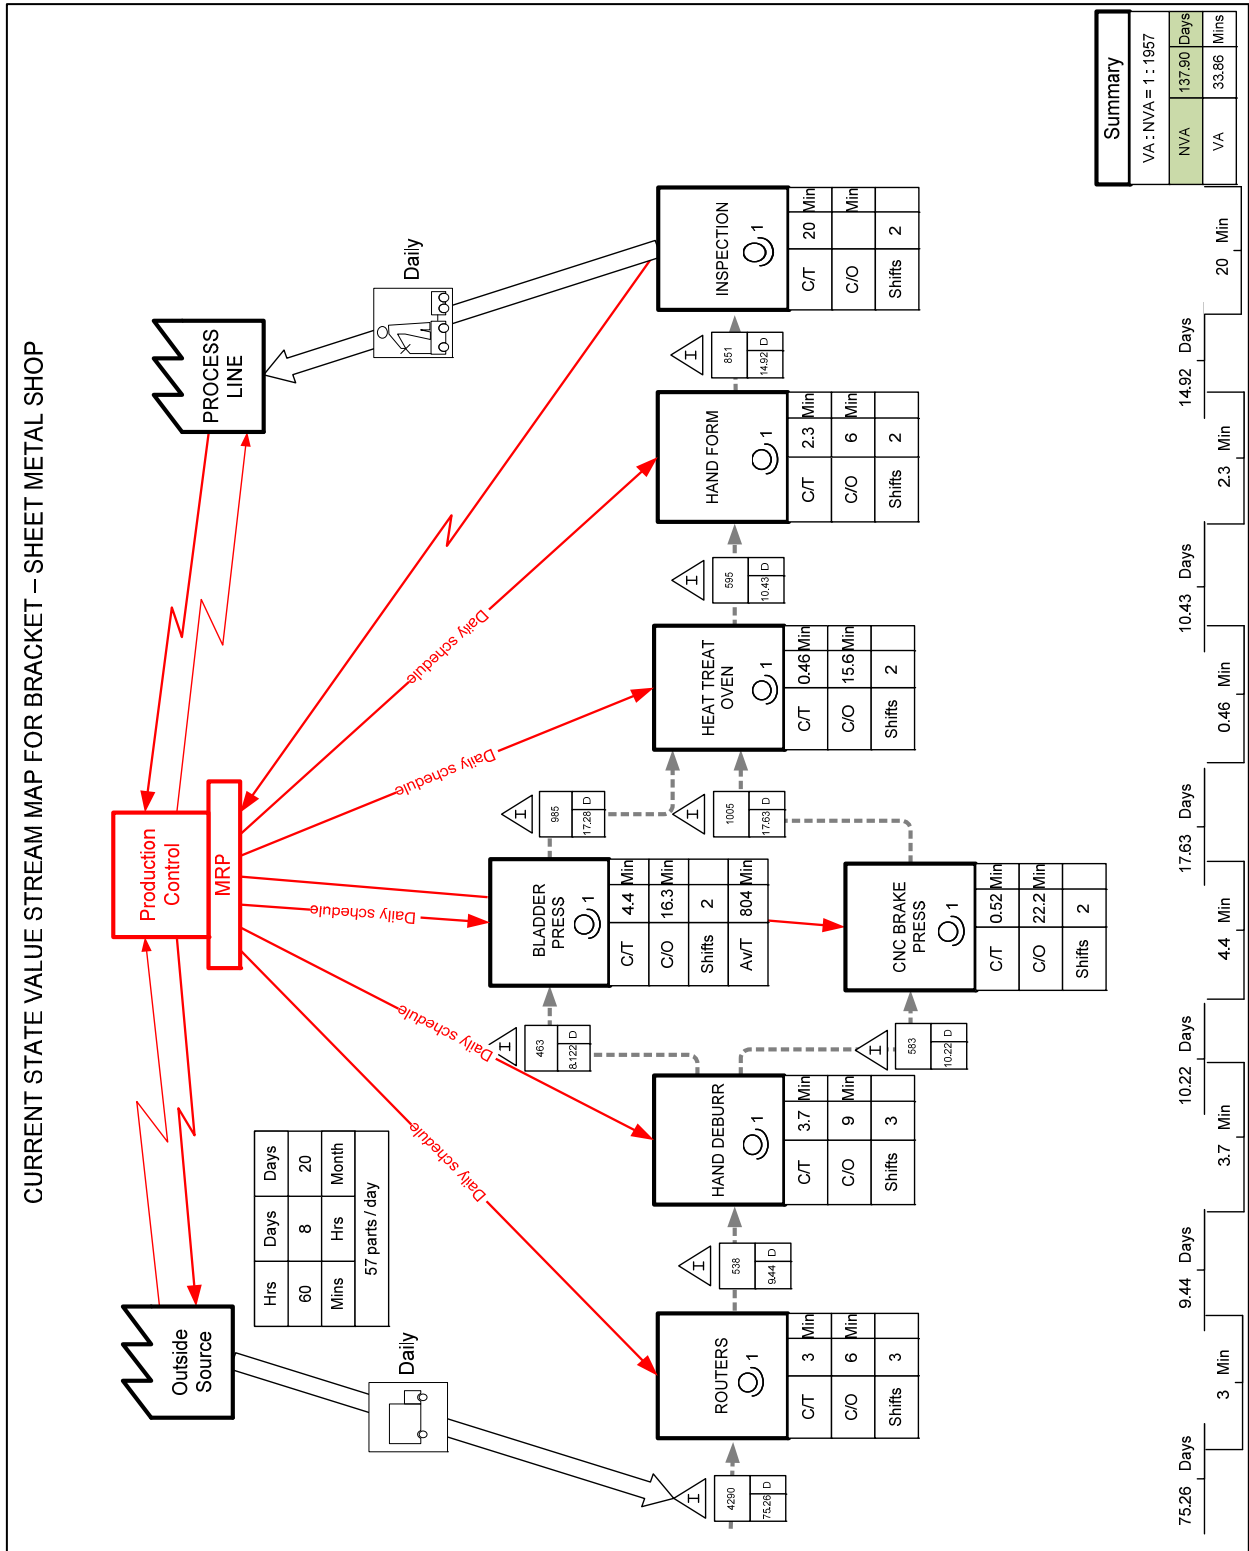 CURRENT STATE VALUE STREAM MAP FOR BRACKET – SHEET METAL SHOP
Outside
Source
Production
Control
MRP
PROCESS
LINE
Daily
Daily
Hrs Days Days
60 8 20
Mins Hrs Month
57 parts / day
Daily schedule
Daily schedule
Daily schedule
Daily schedule
Daily schedule
I
4290
75.26 D
ROUTERS
1
C/T 3 Min
C/O 6 Min
Shifts 3
I
538
9.44 D
HAND DEBURR
1
C/T 3.7 Min
C/O 9 Min
Shifts 3
I
463
8.122 D
I
583
10.22 D
BLADDER
PRESS
1
C/T 4.4 Min
C/O 16.3 Min
Shifts 2
Av/T 804 Min
CNC BRAKE
PRESS
1
C/T 0.52 Min
C/O 22.2 Min
Shifts 2
I
985
17.28 D
I
1005
17.63 D
HEAT TREAT
OVEN
1
C/T 0.46 Min
C/O 15.6 Min
Shifts 2
I
595
10.43 D
HAND FORM
1
C/T 2.3 Min
C/O 6 Min
Shifts 2
I
851
14.92 D
INSPECTION
1
C/T 20 Min
C/O Min
Shifts 2
75.26 Days
3 Min
9.44 Days
3.7 Min
10.22 Days
4.4 Min
17.63 Days
0.46 Min
10.43 Days
2.3 Min
14.92 Days
20 Min
Summary
VA : NVA = 1 : 1957
NVA 137.90 Days
VA 33.86 Mins